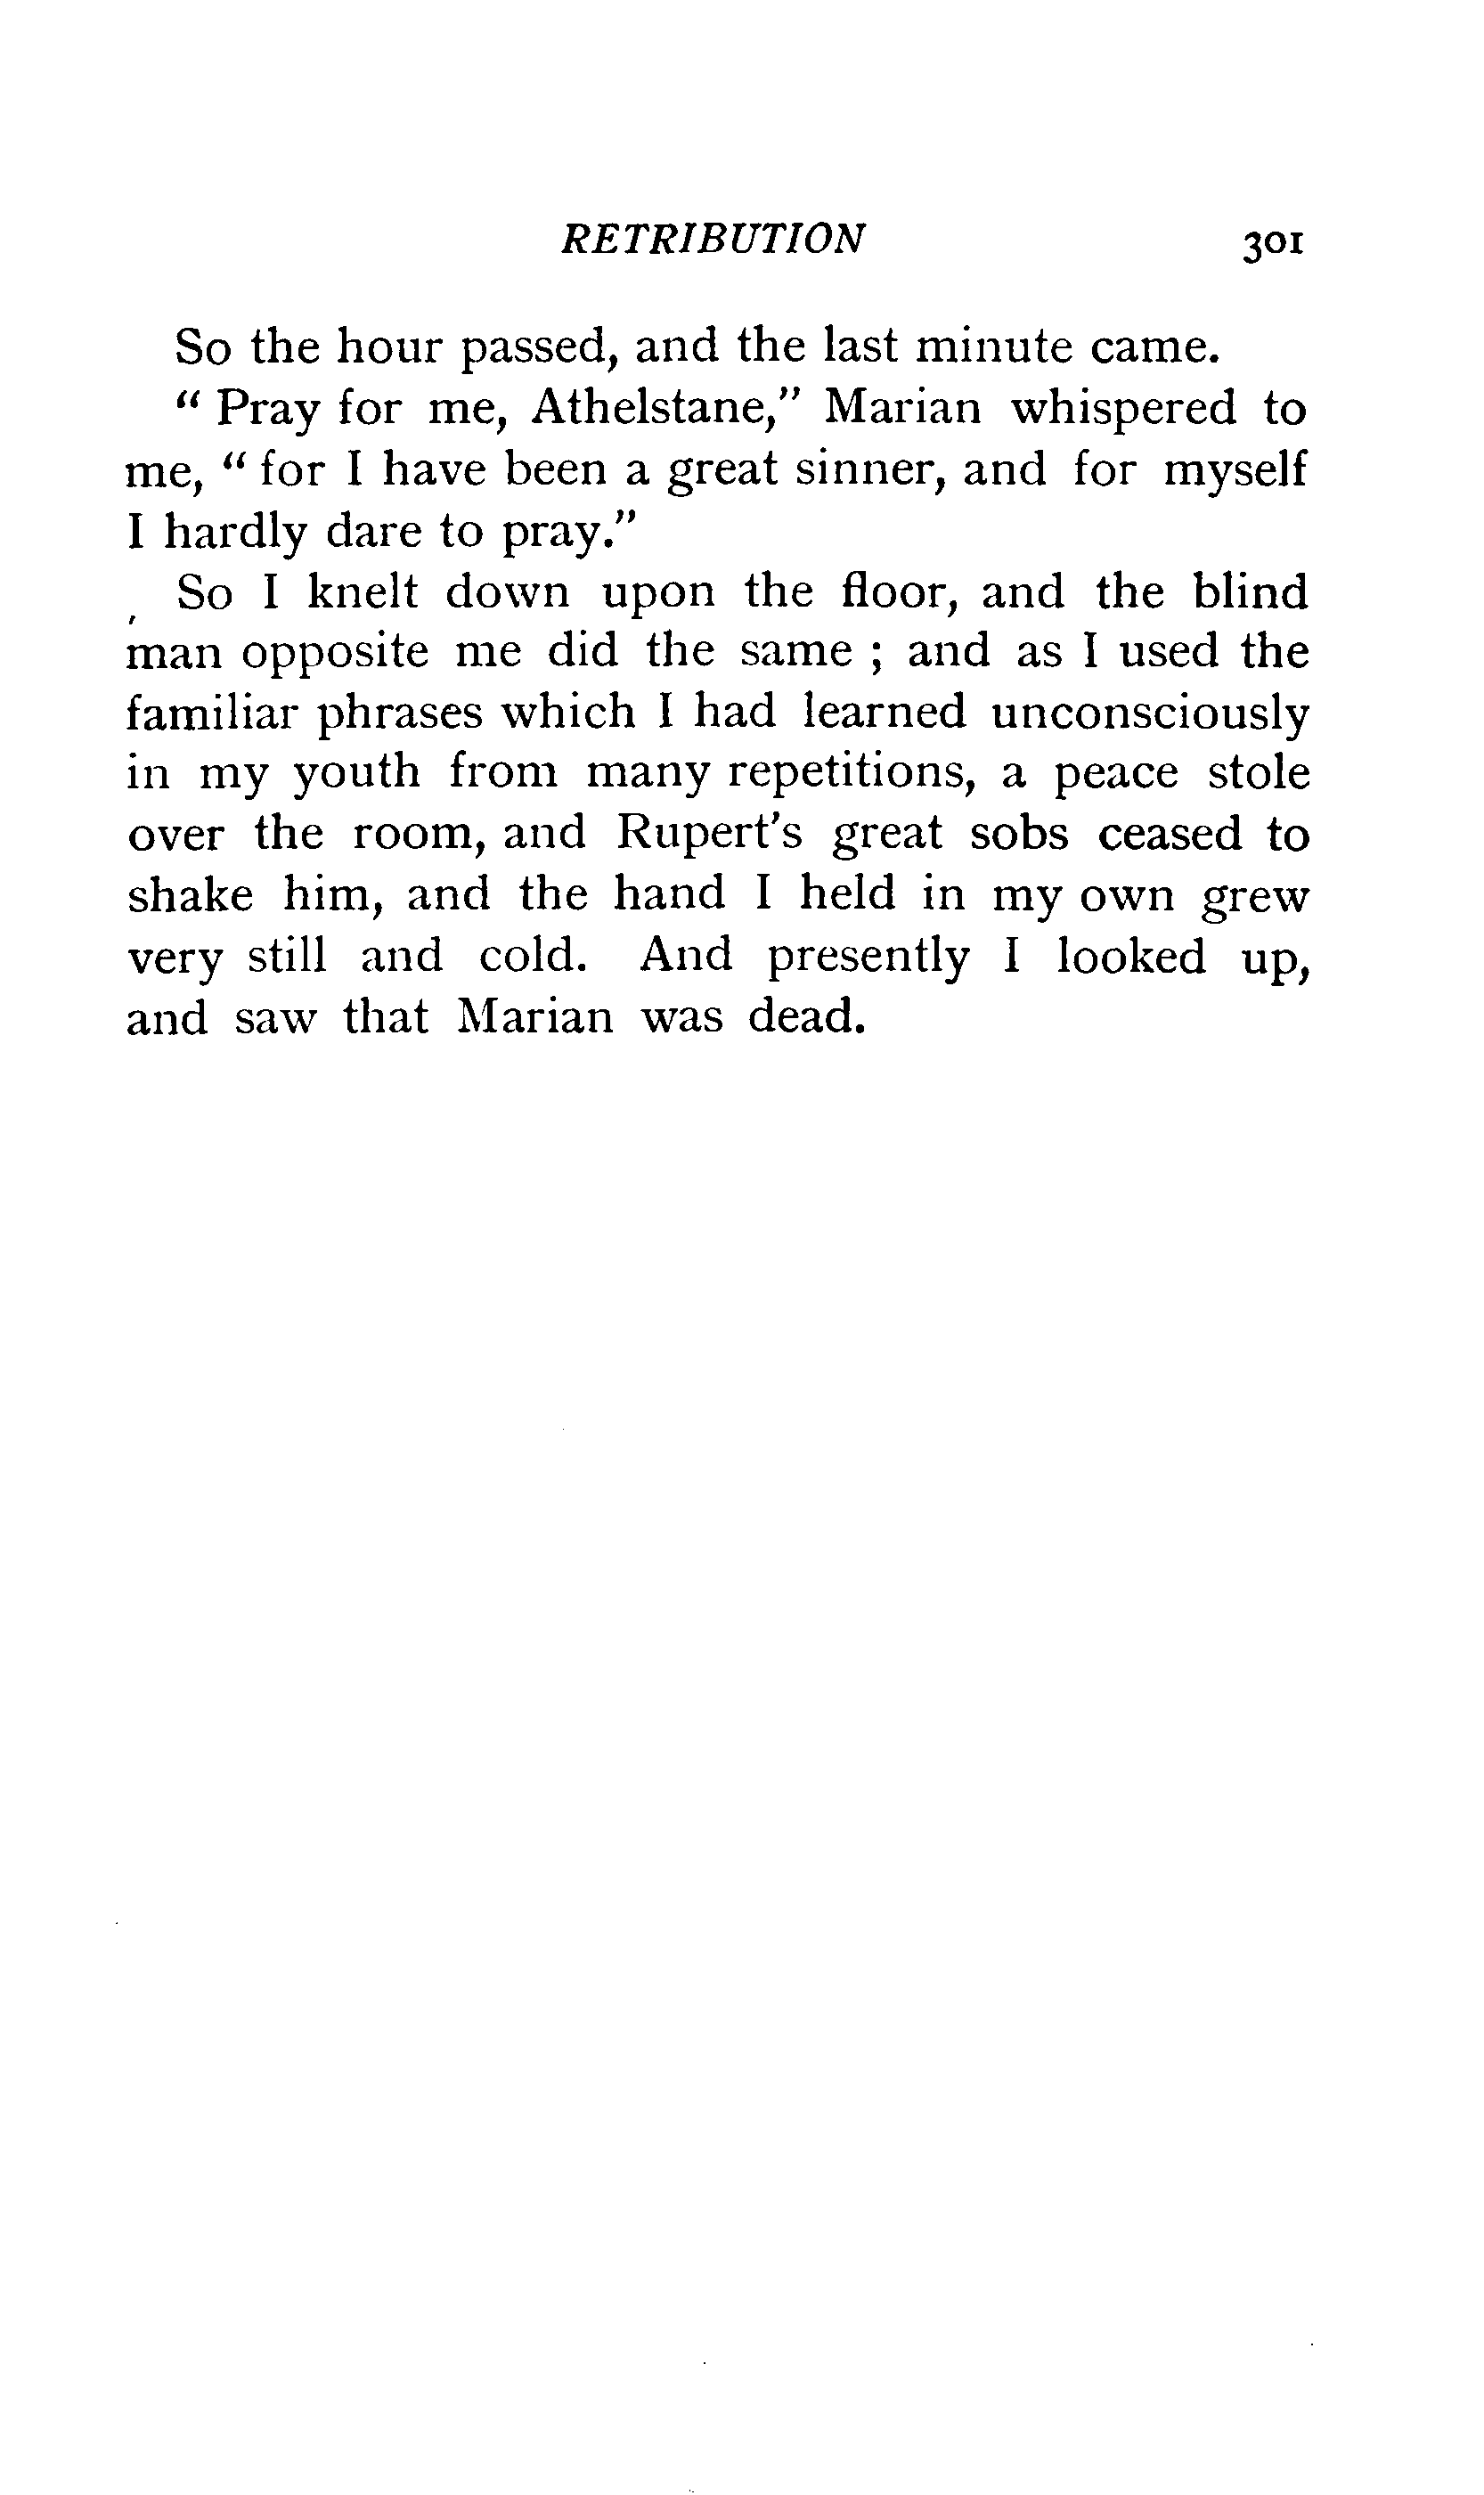 RETRIBUTION 301
So the hour passed, and the last minute came.
" Pray for me, Athelstane," Marian whispered to
me, " for I have been a great sinner, and for myself
I hardly dare to pray."
So I knelt down upon the floor, and the blind
man opposite me did the same ; and as I used the
familiar phrases which I had learned unconsciously
in my youth from many repetitions, a peace stole
over the room, and Rupert's great sobs ceased to
shake him, and the hand I held in my own grew
very still and cold. And presently I looked up,
and saw that Marian was dead.